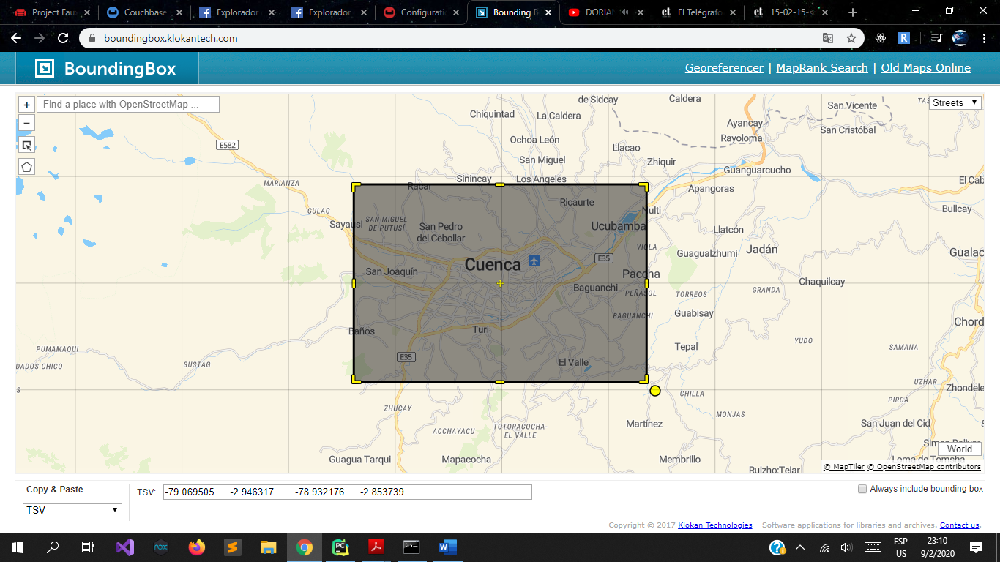 Project Fau
Couchbase
Explorador
Explorador
Configurati
Bounding B
DORIAN
El Telégrafo
15-02-15-s
boundingbox.klokantech.com
BoundingBox
Georeferencer | MapRank Search | Old Maps Online
+
Find a place with OpenStreetMap ...
Streets
−
de Sidcay
Caldera
San Vicente
TAS
Chiquintad
La Caldera
Ayancay
San Cristóbal
Rayoloma
Ochoa León
E582
Llacao
San Miguel
Zhiquir
Guanguarcucho
Sinincay
Los Angeles
El Cab
MARIANZA
Racar
Apangoras
Ricaurte
Nulti
GULAG
Bullcay
SAN MIGUEL
DE PUTUSÍ
Sayausi
San Pedro
del Cebollar
Ucubamba
Llatcón
VIOLA
Jadán
Guagualzhumi
Gualac
Cuenca
E35
San Joaquín
Paccha
Chaquilcay
Baguanchi
PEÑASOL
TORREOS
GRANDA
BAGUANCHI
Guabisay
Chord
Baños
Turi
YUDO
Tepal
SAMANA
PUMAMAQUI
E35
El Valle
DADOS CHICO
SUSTAG
UZHAR
S
CHILLA
Zhondele
PIRCA
ZHUCAY
MONJAS
Martínez
San Juan del Cid
S
ACCHAYACU
TOTORACOCHA-
EL VALLE
World
Guagua Tarqui
Mapacocha
Membrillo
Ruizho:Tejar
© MapTiler © OpenStreetMap contributors
Copy & Paste
TSV
TSV: -79.069505 -2.946317 -78.932176 -2.853739
Always include bounding box
Copyright © 2017 Klokan Technologies – Software applications for libraries and archives. Contact us.
ESP
US
23:10
9/2/2020